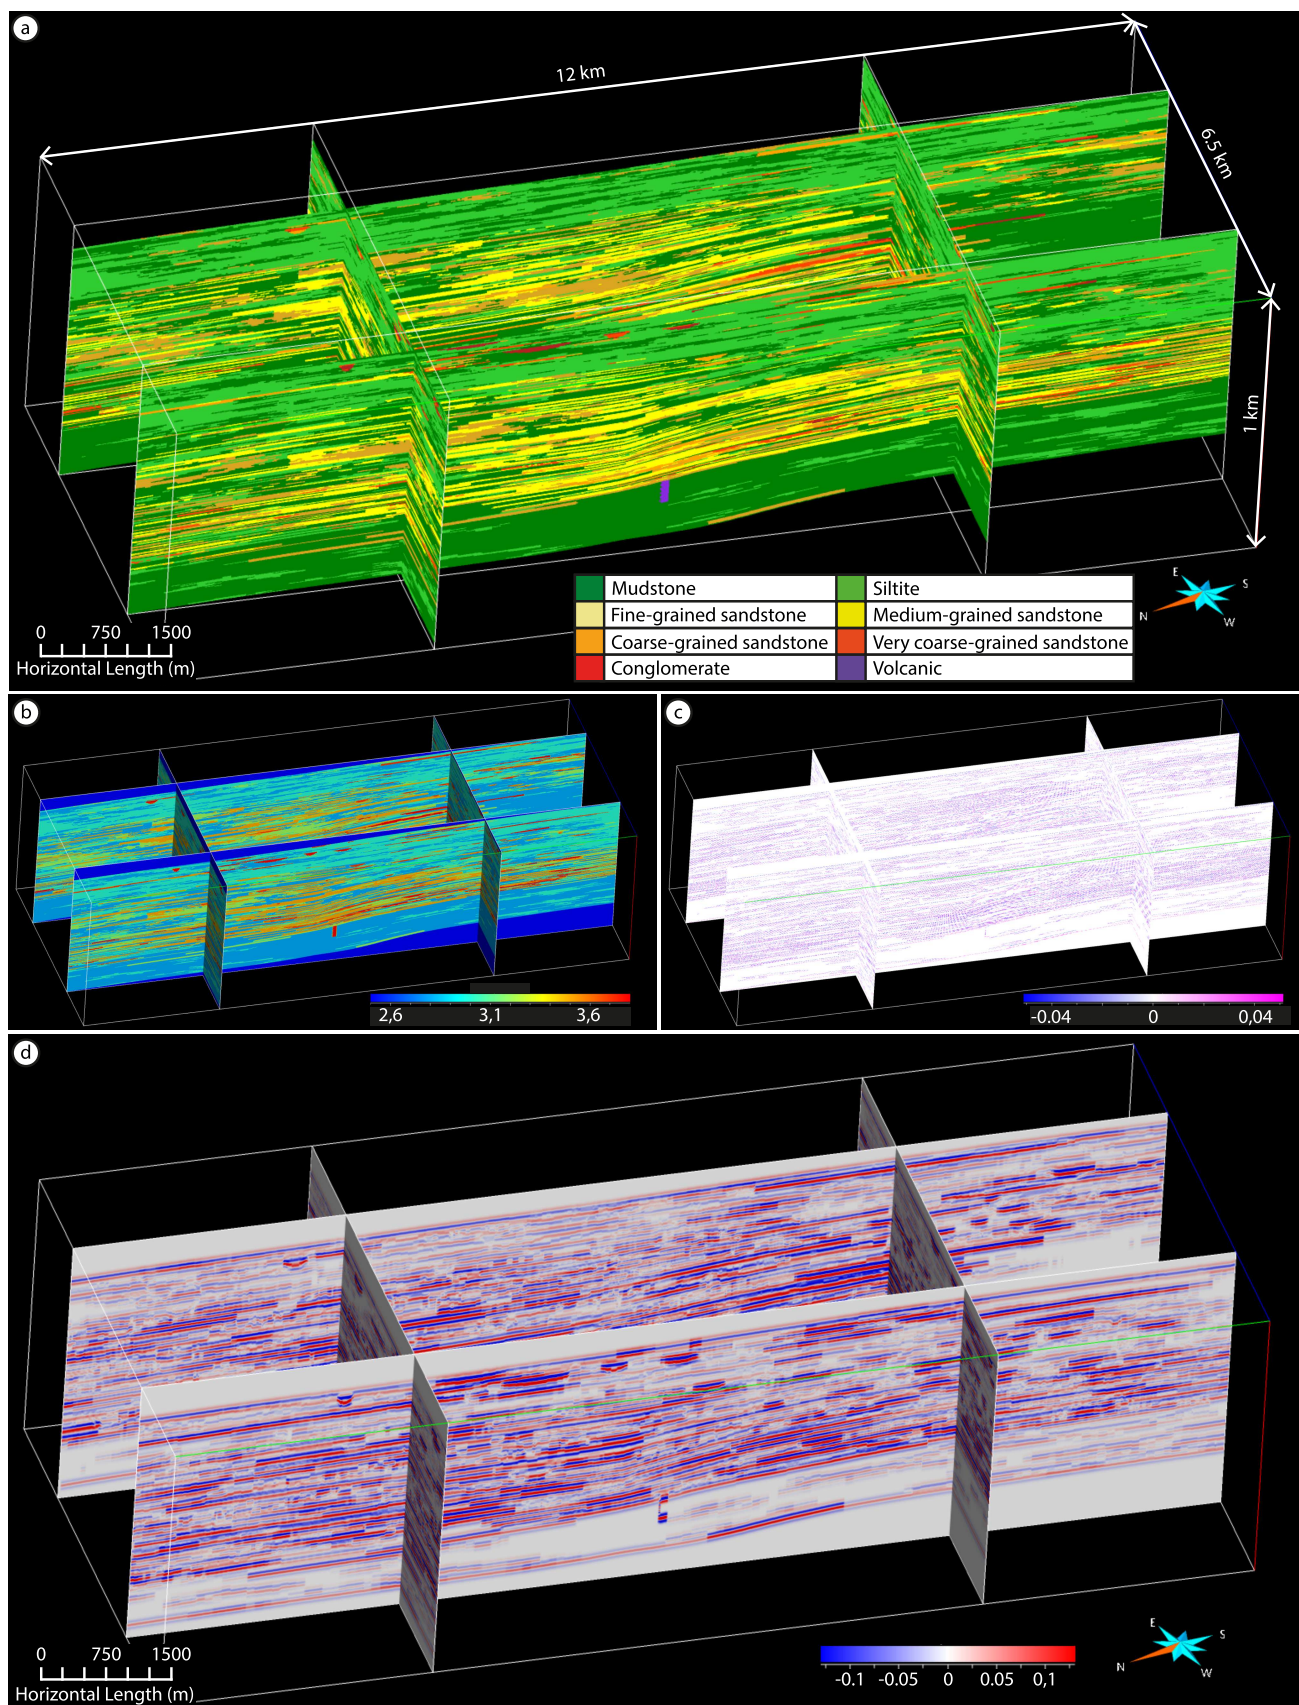 a
12 km
6.5 km
1 km
E
S
N
W
Mudstone
Siltite
Fine-grained sandstone
Medium-grained sandstone
Coarse-grained sandstone
Very coarse-grained sandstone
Conglomerate
Volcanic
0 750 1500
Horizontal Length (m)
b
2,6 3,1 3,6
c
-0.04 0 0,04
d
0 750 1500
Horizontal Length (m)
-0.1 -0.05 0 0.05 0,1
E
S
N
W